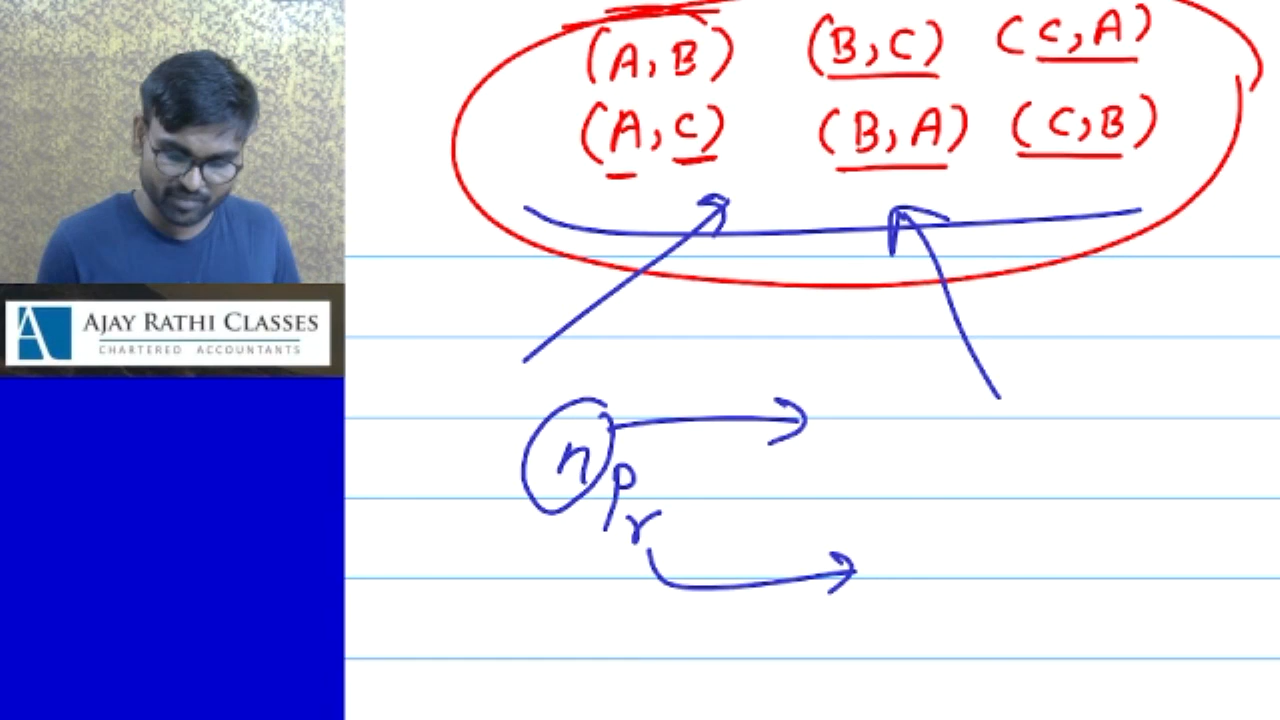 (A, B) (B, C) (C, A)
(A, C) (B, A) (C, B)
AJAY RATHI CLASSES
CHARTERED ACCOUNTANTS
n p r